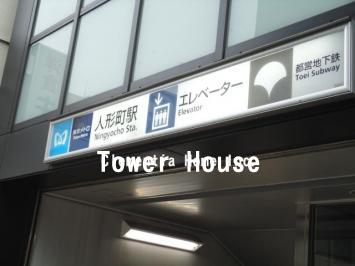 東京メトロ
Tokyo Metro
人形町駅
Ningyocho Sta.
エレベーター
Elevator
都営地下鉄
Toei Subway
Tower House